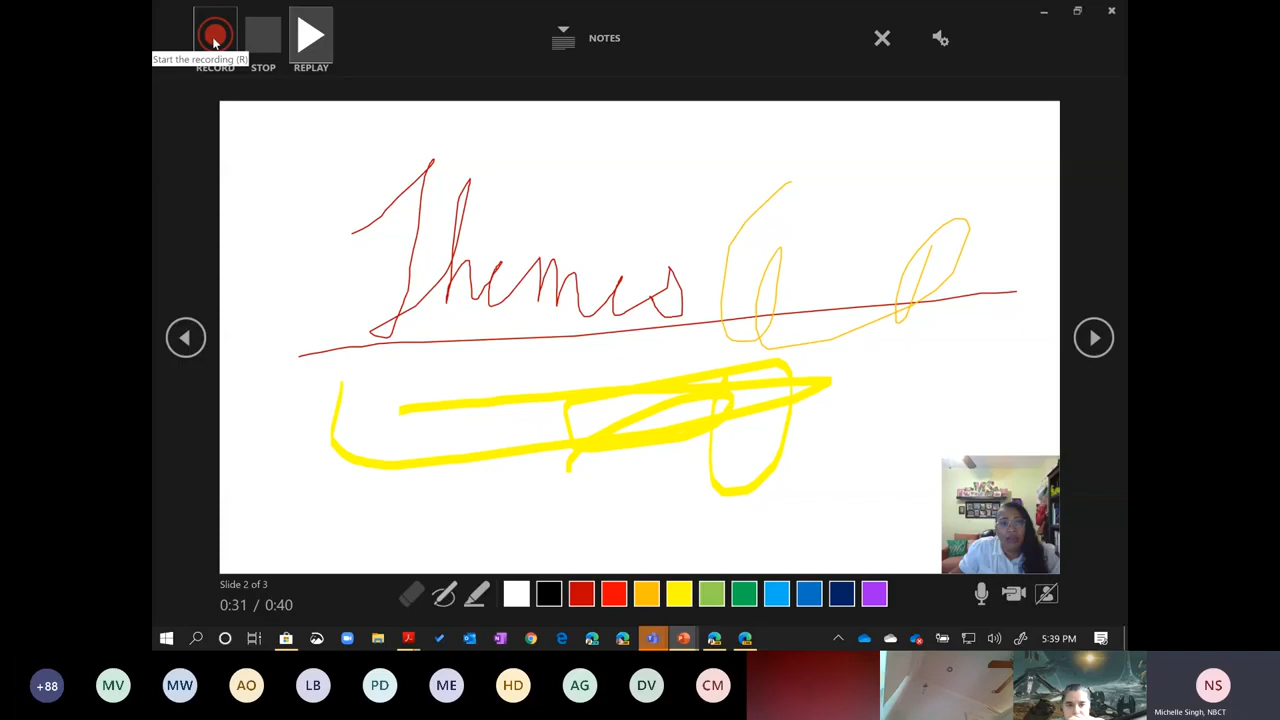 Start the recording (R)
RECORD STOP REPLAY
NOTES
Themes
Slide 2 of 3
0:31 / 0:40
5:39 PM
+88 MV MW AO LB PD ME HD AG DV CM NS
Michelle Singh, NBCT